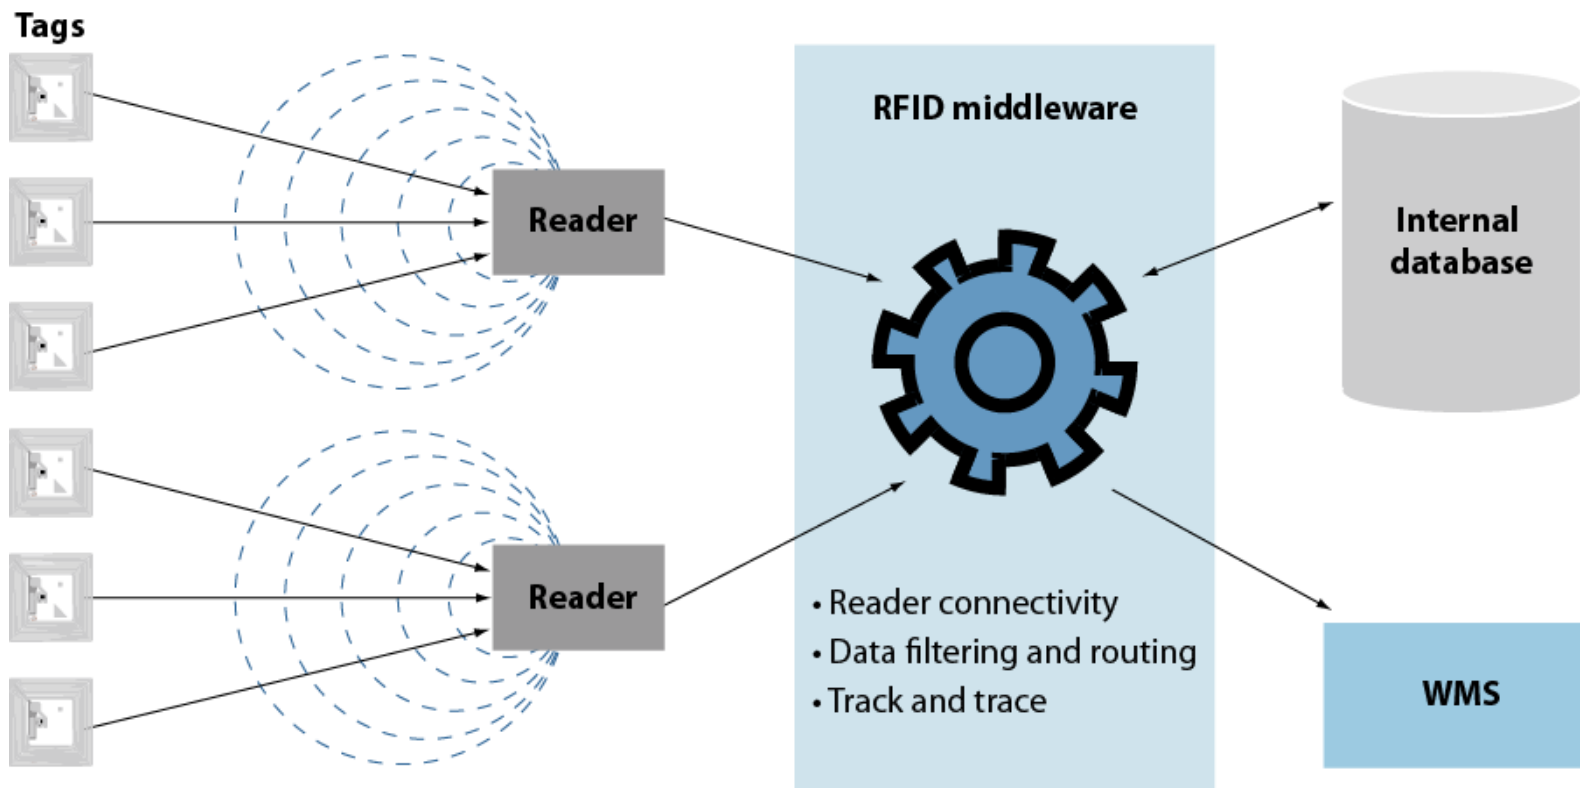 Tags
Reader
Reader
RFID middleware
• Reader connectivity
• Data filtering and routing
• Track and trace
Internal
database
WMS